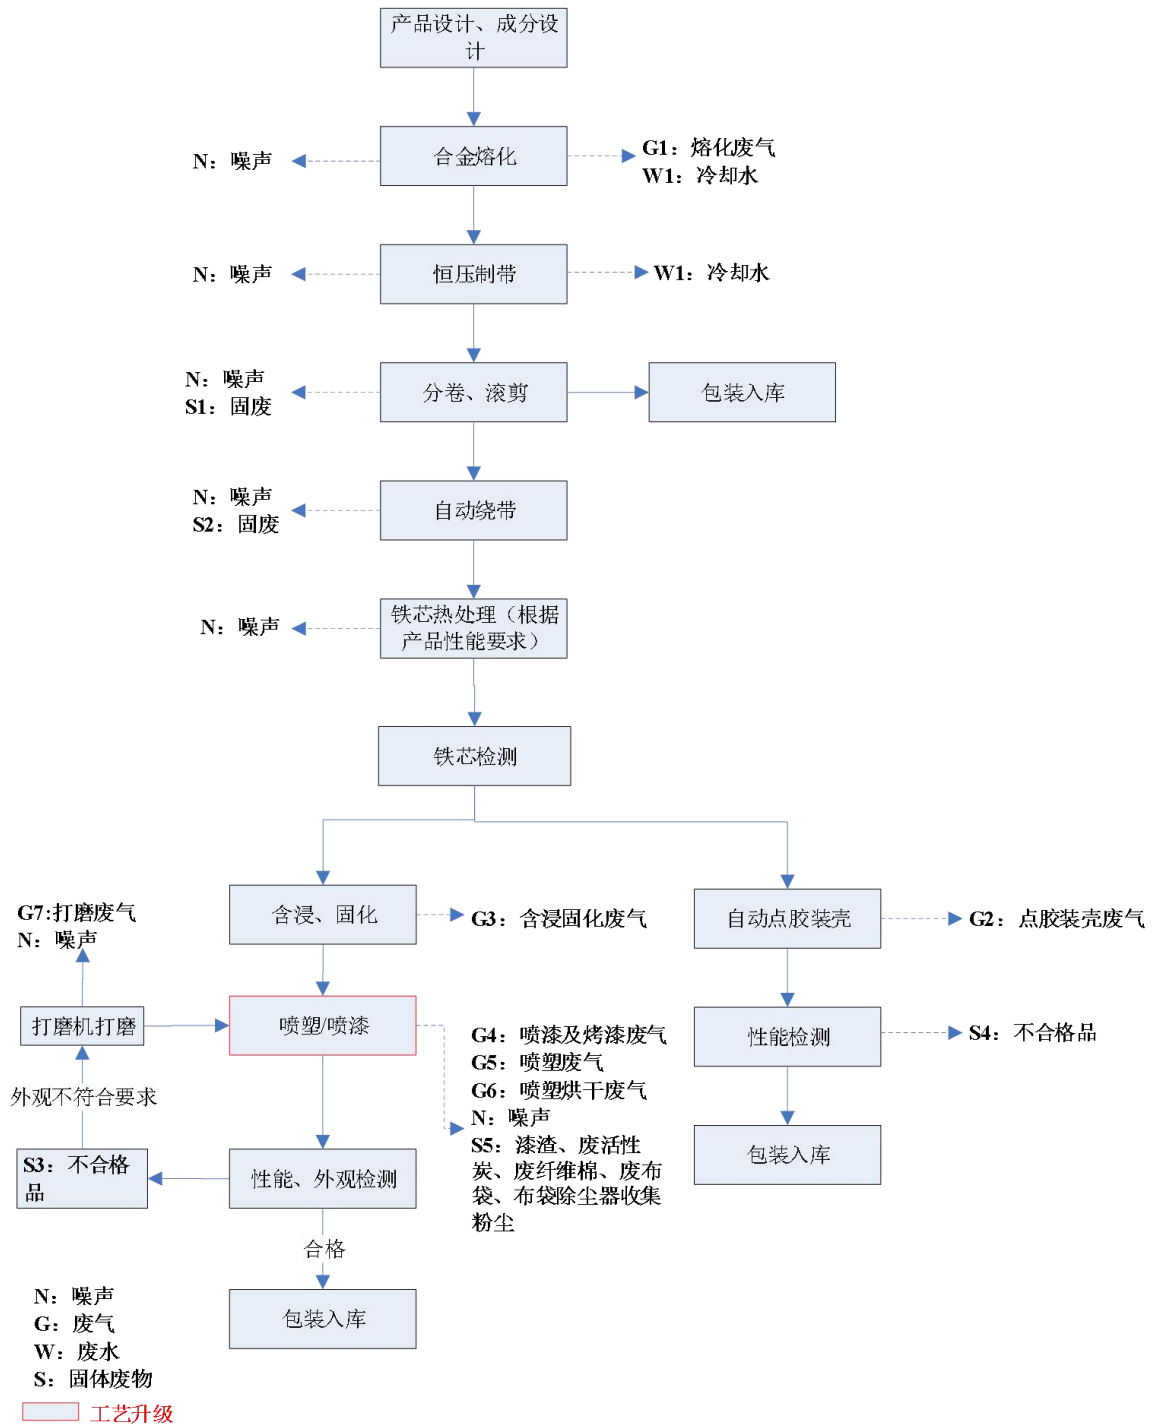 产品设计、成分设
计
N：噪声
合金熔化
G1：熔化废气
W1：冷却水
N：噪声
恒压制带
W1：冷却水
N：噪声
S1：固废
分卷、滚剪
包装入库
N：噪声
S2：固废
自动绕带
N：噪声
铁芯热处理（根据
产品性能要求）
铁芯检测
G7:打磨废气
N：噪声
含浸、固化
G3：含浸固化废气
自动点胶装壳
G2：点胶装壳废气
打磨机打磨
喷塑/喷漆
G4：喷漆及烤漆废气
G5：喷塑废气
G6：喷塑烘干废气
N：噪声
S5：漆渣、废活性
炭、废纤维棉、废布
袋、布袋除尘器收集
粉尘
性能检测
S4：不合格品
外观不符合要求
S3：不合格
品
性能、外观检测
包装入库
合格
包装入库
N：噪声
G：废气
W：废水
S：固体废物
工艺升级